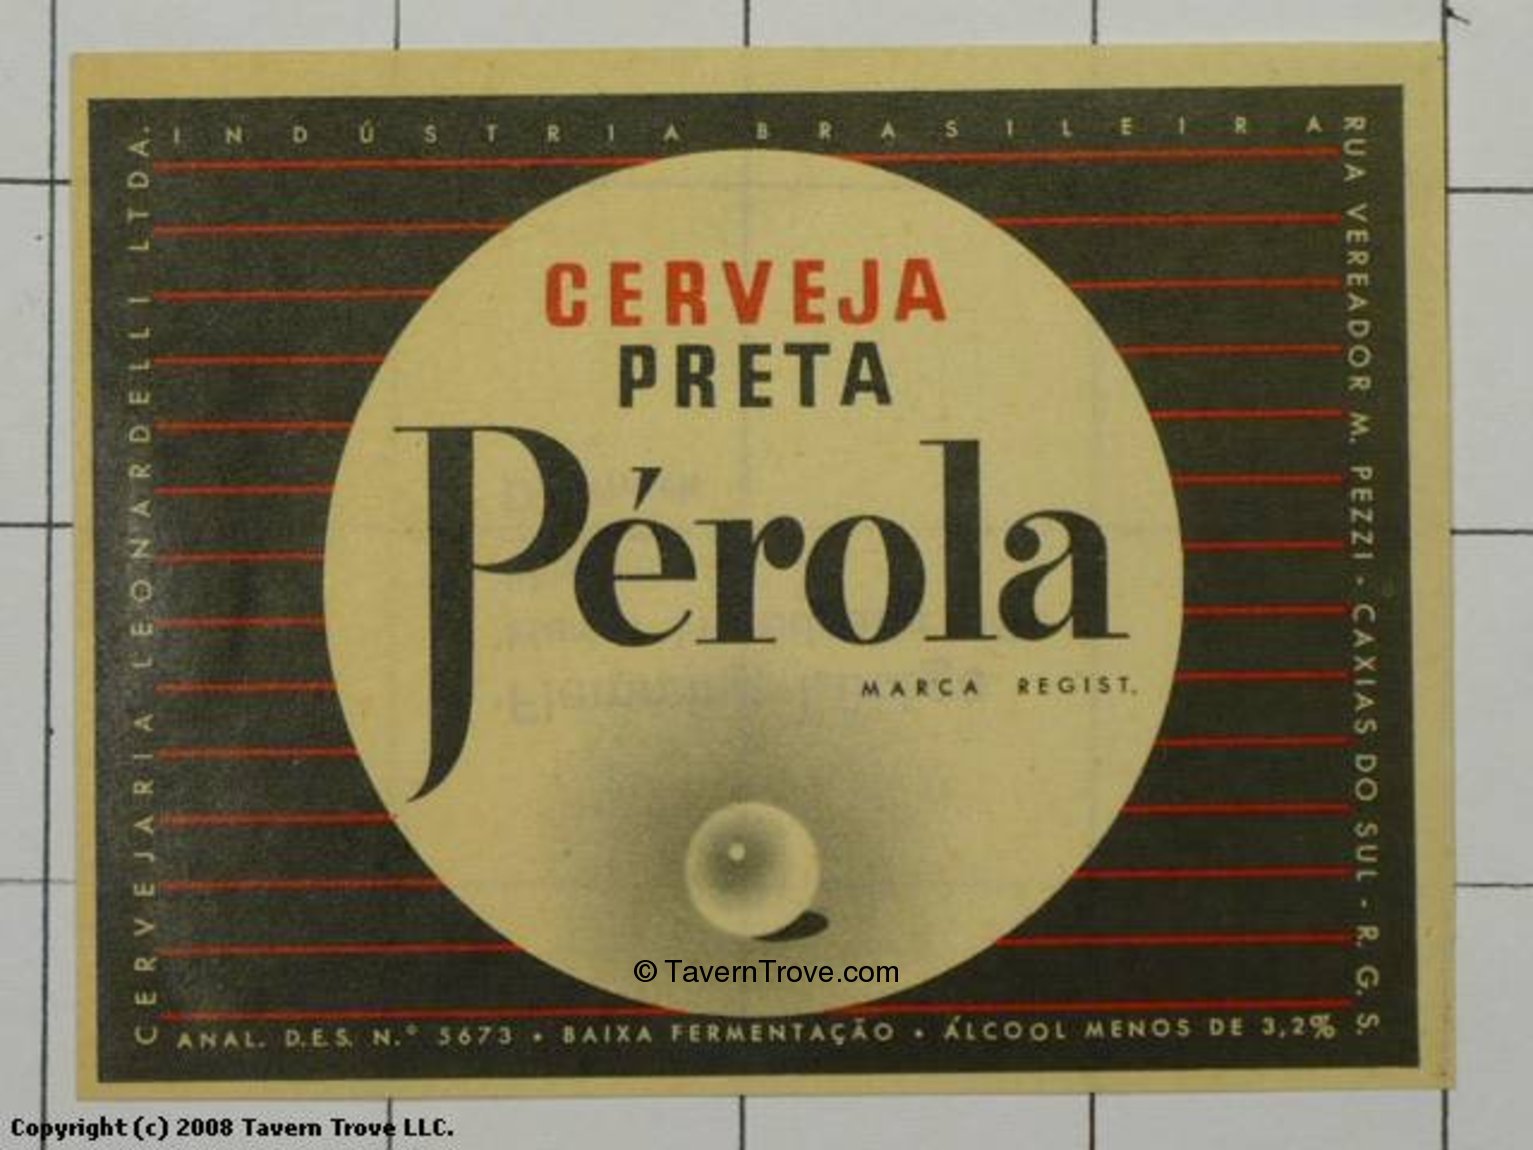 INDÚSTRIA BRASILEIRA
CERVEJARIA LEONARDELLI LTDA.
RUA VEREADOR M. PEZZI · CAXIAS DO SUL - R. G. S.
CERVEJA
PRETA
Pérola
MARCA REGIST.
© TavernTrove.com
ANAL. D.E.S. N.º 5673 • BAIXA FERMENTAÇÃO • ÁLCOOL MENOS DE 3,2%
Copyright (c) 2008 Tavern Trove LLC.